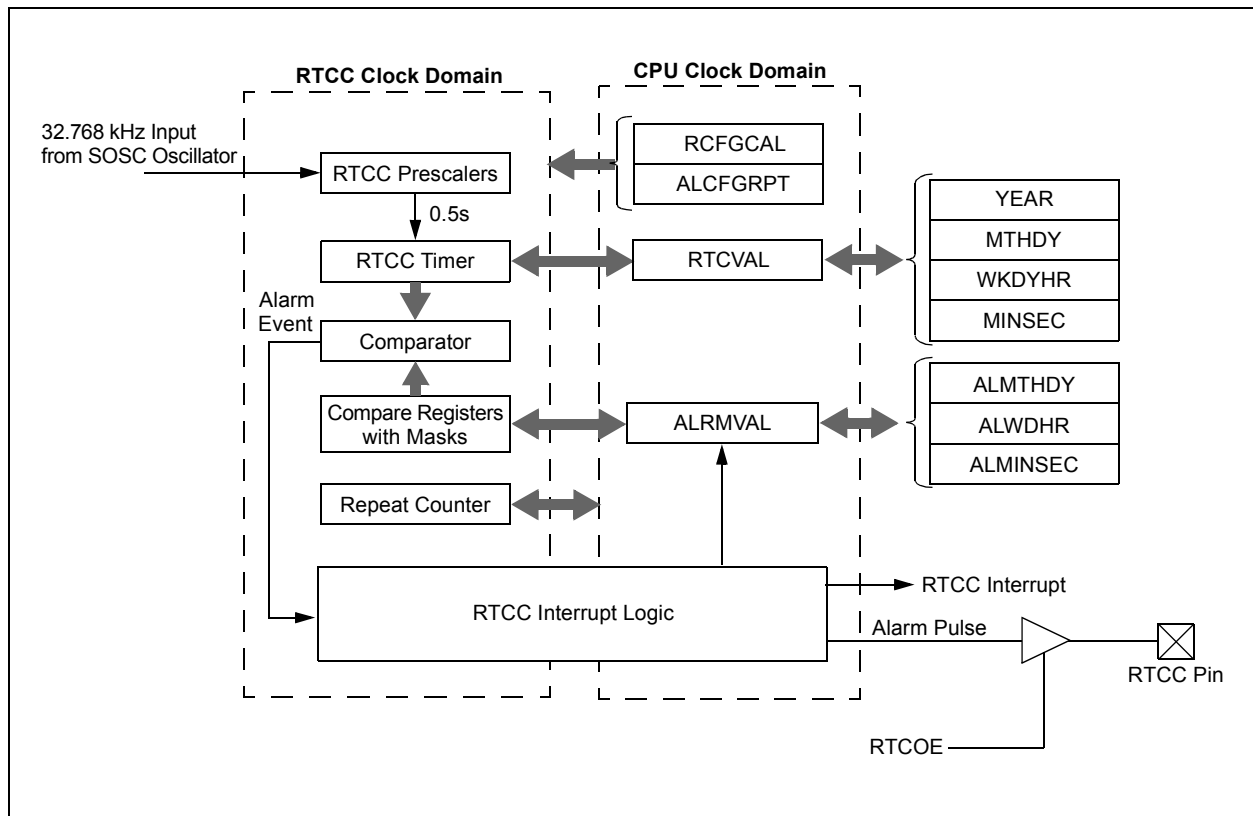 RTCC Clock Domain
CPU Clock Domain
32.768 kHz Input
from SOSC Oscillator
RTCC Prescalers
0.5s
RTCC Timer
Alarm
Event
Comparator
Compare Registers
with Masks
Repeat Counter
RCFGCAL
ALCFGRPT
RTCVAL
YEAR
MTHDY
WKDYHR
MINSEC
ALRMVAL
ALMTHDY
ALWDHR
ALMINSEC
RTCC Interrupt Logic
RTCC Interrupt
Alarm Pulse
RTCC Pin
RTCOE